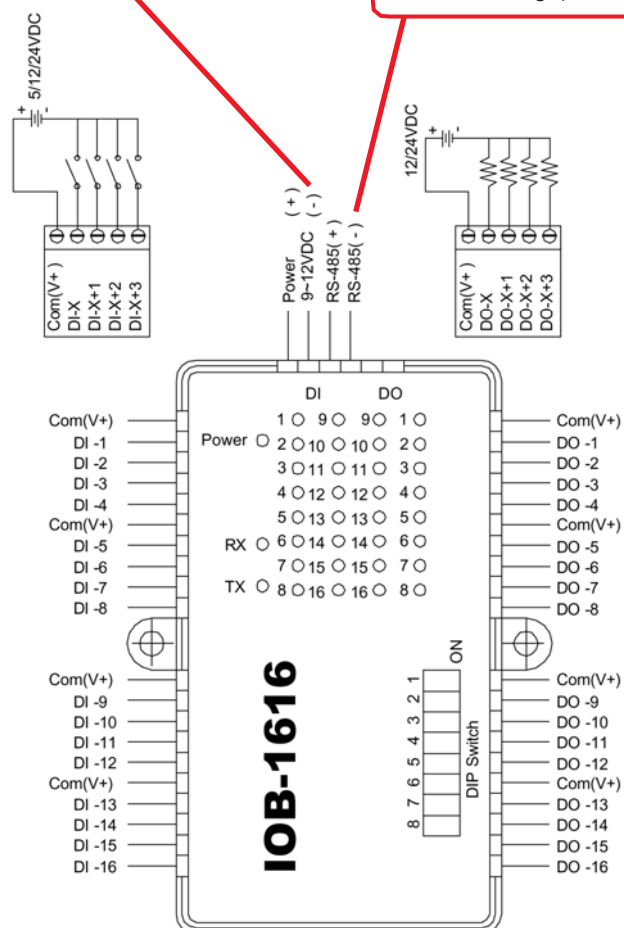 5/12/24VDC
+ -
Com(V+)
DI-X
DI-X+1
DI-X+2
DI-X+3
Power (+)
9~12VDC (-)
RS-485(+)
RS-485(-)
12/24VDC
+ -
Com(V+)
DO-X
DO-X+1
DO-X+2
DO-X+3
DI DO
Power
RX
TX
1 9 9 1
2 10 10 2
3 11 11 3
4 12 12 4
5 13 13 5
6 14 14 6
7 15 15 7
8 16 16 8
Com(V+)
DI -1
DI -2
DI -3
DI -4
Com(V+)
DI -5
DI -6
DI -7
DI -8
Com(V+)
DI -9
DI -10
DI -11
DI -12
Com(V+)
DI -13
DI -14
DI -15
DI -16
Com(V+)
DO -1
DO -2
DO -3
DO -4
Com(V+)
DO -5
DO -6
DO -7
DO -8
Com(V+)
DO -9
DO -10
DO -11
DO -12
Com(V+)
DO -13
DO -14
DO -15
DO -16
IOB-1616
ON
1 2 3 4 5 6 7 8
DIP Switch